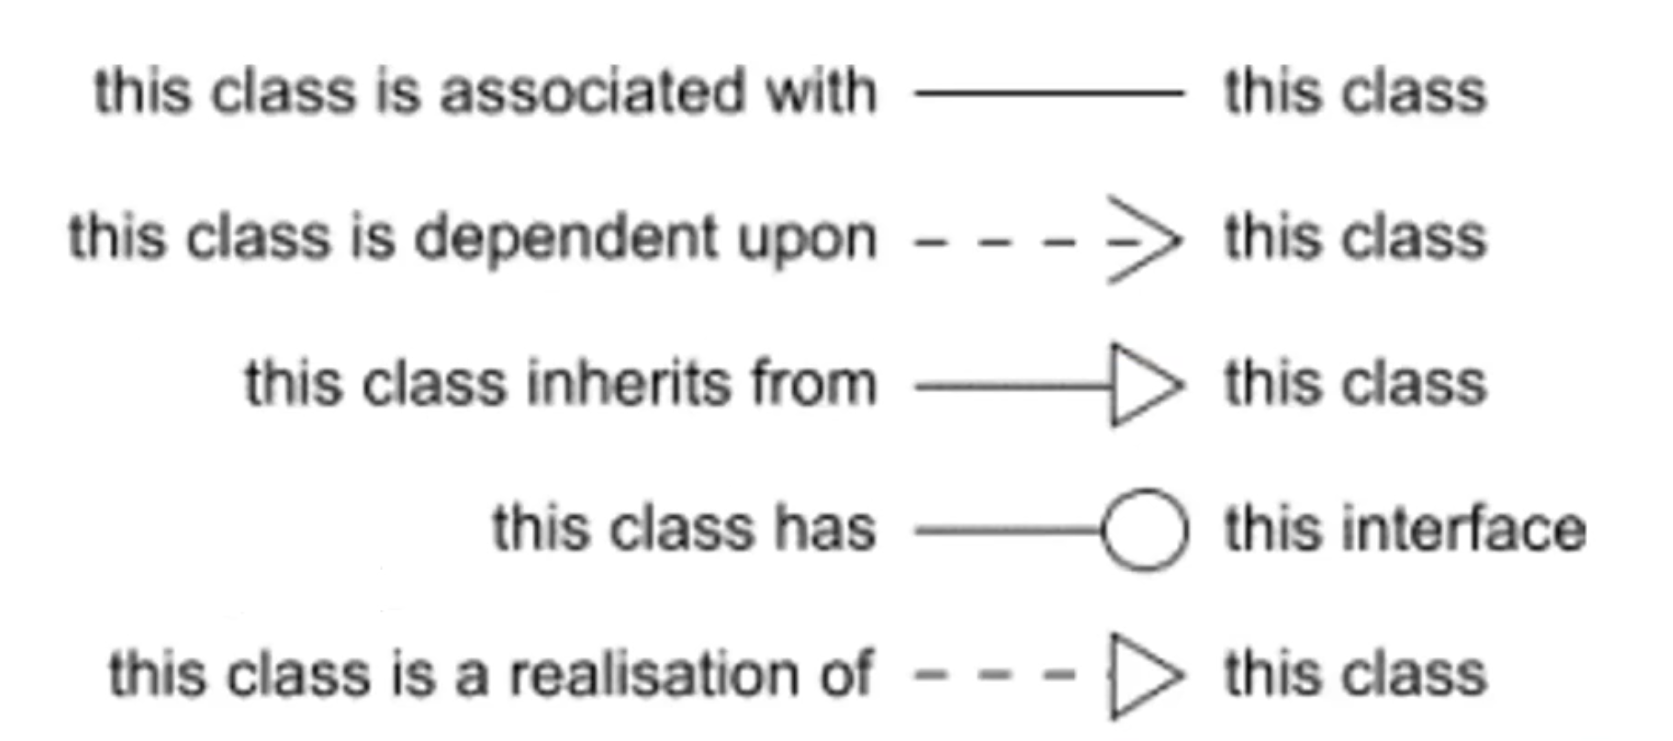 this class is associated with this class
this class is dependent upon this class
this class inherits from this class
this class has this interface
this class is a realisation of this class